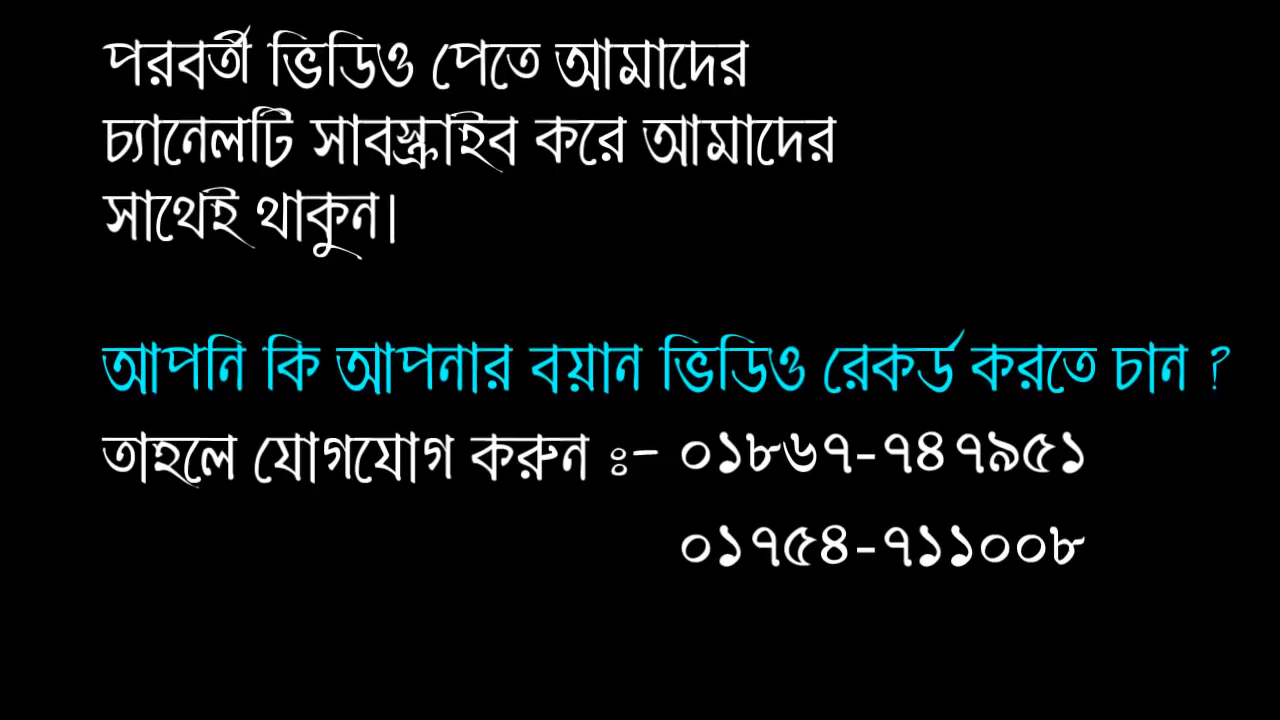 পরবর্তী ভিডিও পেতে আমাদের
চ্যানেলটি সাবস্ক্রাইব করে আমাদের
সাথেই থাকুন।
আপনি কি আপনার বয়ান ভিডিও রেকর্ড করতে চান ?
তাহলে যোগযোগ করুন ঃ- ০১৮৬৭-৭৪৭৯৫১
০১৭৫৪-৭১১০০৮